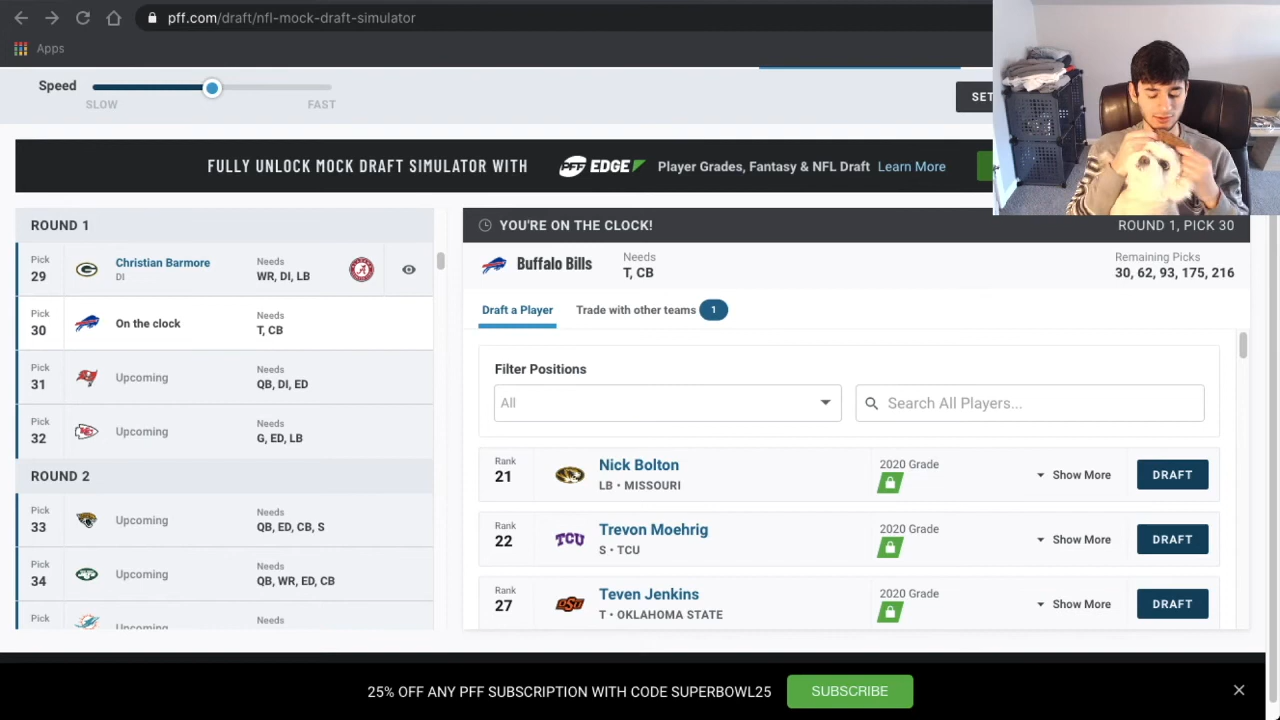 pff.com/draft/nfl-mock-draft-simulator
Apps
Speed
SLOW
FAST
SET
FULLY UNLOCK MOCK DRAFT SIMULATOR WITH
PFF EDGE
Player Grades, Fantasy & NFL Draft Learn More
ROUND 1
Pick
29
Christian Barmore
DI
Needs
WR, DI, LB
Pick
30
On the clock
Needs
T, CB
Pick
31
Upcoming
Needs
QB, DI, ED
Pick
32
Upcoming
Needs
G, ED, LB
ROUND 2
Pick
33
Upcoming
Needs
QB, ED, CB, S
Pick
34
Upcoming
Needs
QB, WR, ED, CB
Pick
Upcoming
Needs
YOU'RE ON THE CLOCK!
ROUND 1, PICK 30
Buffalo Bills
Needs
T, CB
Remaining Picks
30, 62, 93, 175, 216
Draft a Player
Trade with other teams 1
Filter Positions
All
Search All Players...
Rank
21
Nick Bolton
LB • MISSOURI
2020 Grade
Show More
DRAFT
Rank
22
TCU
Trevon Moehrig
S • TCU
2020 Grade
Show More
DRAFT
Rank
27
OSU
Teven Jenkins
T • OKLAHOMA STATE
2020 Grade
Show More
DRAFT
25% OFF ANY PFF SUBSCRIPTION WITH CODE SUPERBOWL25
SUBSCRIBE